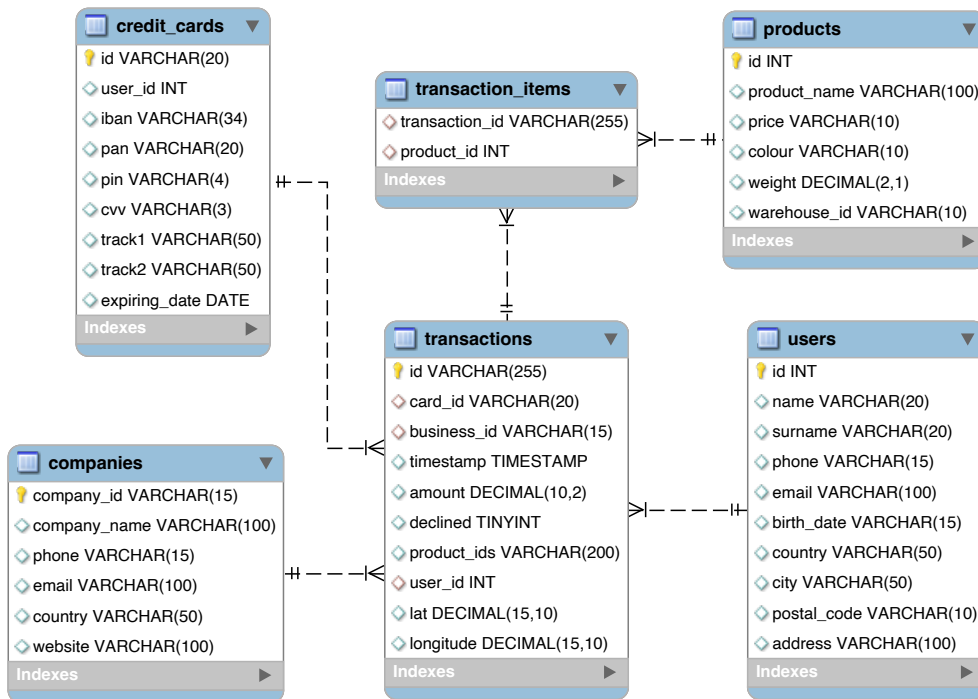 credit_cards
id VARCHAR(20)
user_id INT
iban VARCHAR(34)
pan VARCHAR(20)
pin VARCHAR(4)
cvv VARCHAR(3)
track1 VARCHAR(50)
track2 VARCHAR(50)
expiring_date DATE
Indexes
transaction_items
transaction_id VARCHAR(255)
product_id INT
Indexes
products
id INT
product_name VARCHAR(100)
price VARCHAR(10)
colour VARCHAR(10)
weight DECIMAL(2,1)
warehouse_id VARCHAR(10)
Indexes
companies
company_id VARCHAR(15)
company_name VARCHAR(100)
phone VARCHAR(15)
email VARCHAR(100)
country VARCHAR(50)
website VARCHAR(100)
Indexes
transactions
id VARCHAR(255)
card_id VARCHAR(20)
business_id VARCHAR(15)
timestamp TIMESTAMP
amount DECIMAL(10,2)
declined TINYINT
product_ids VARCHAR(200)
user_id INT
lat DECIMAL(15,10)
longitude DECIMAL(15,10)
Indexes
users
id INT
name VARCHAR(20)
surname VARCHAR(20)
phone VARCHAR(15)
email VARCHAR(100)
birth_date VARCHAR(15)
country VARCHAR(50)
city VARCHAR(50)
postal_code VARCHAR(10)
address VARCHAR(100)
Indexes